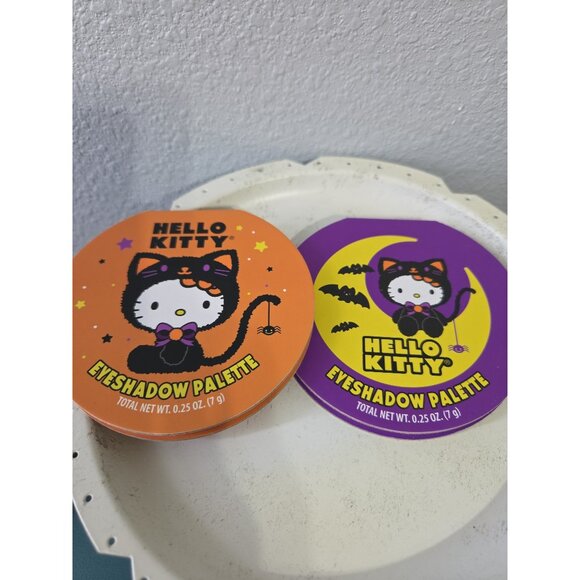 HELLO
KITTY®
EYESHADOW PALETTE
TOTAL NET WT. 0.25 OZ. (7 g)
HELLO
KITTY®
EYESHADOW PALETTE
TOTAL NET WT. 0.25 OZ. (7 g)